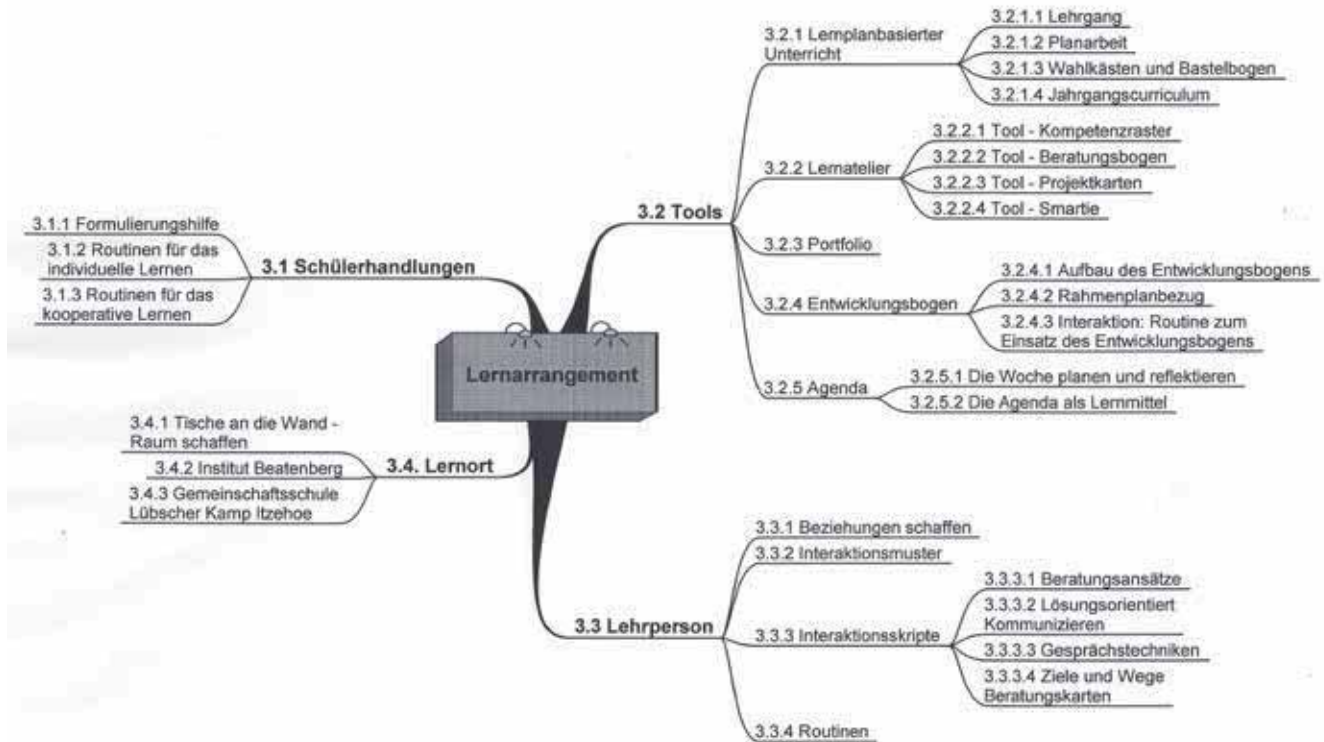 Lernarrangement
3.1 Schülerhandlungen
3.1.1 Formulierungshilfe
3.1.2 Routinen für das
individuelle Lernen
3.1.3 Routinen für das
kooperative Lernen
3.2 Tools
3.2.1 Lernplanbasierter
Unterricht
3.2.1.1 Lehrgang
3.2.1.2 Planarbeit
3.2.1.3 Wahlkästen und Bastelbogen
3.2.1.4 Jahrgangscurriculum
3.2.2 Lernatelier
3.2.2.1 Tool - Kompetenzraster
3.2.2.2 Tool - Beratungsbogen
3.2.2.3 Tool - Projektkarten
3.2.2.4 Tool - Smartie
3.2.3 Portfolio
3.2.4 Entwicklungsbogen
3.2.4.1 Aufbau des Entwicklungsbogens
3.2.4.2 Rahmenplanbezug
3.2.4.3 Interaktion: Routine zum
Einsatz des Entwicklungsbogens
3.2.5 Agenda
3.2.5.1 Die Woche planen und reflektieren
3.2.5.2 Die Agenda als Lernmittel
3.3 Lehrperson
3.3.1 Beziehungen schaffen
3.3.2 Interaktionsmuster
3.3.3 Interaktionsskripte
3.3.3.1 Beratungsansätze
3.3.3.2 Lösungsorientiert
Kommunizieren
3.3.3.3 Gesprächstechniken
3.3.3.4 Ziele und Wege
Beratungskarten
3.3.4 Routinen
3.4. Lernort
3.4.1 Tische an die Wand -
Raum schaffen
3.4.2 Institut Beatenberg
3.4.3 Gemeinschaftsschule
Lübscher Kamp Itzehoe